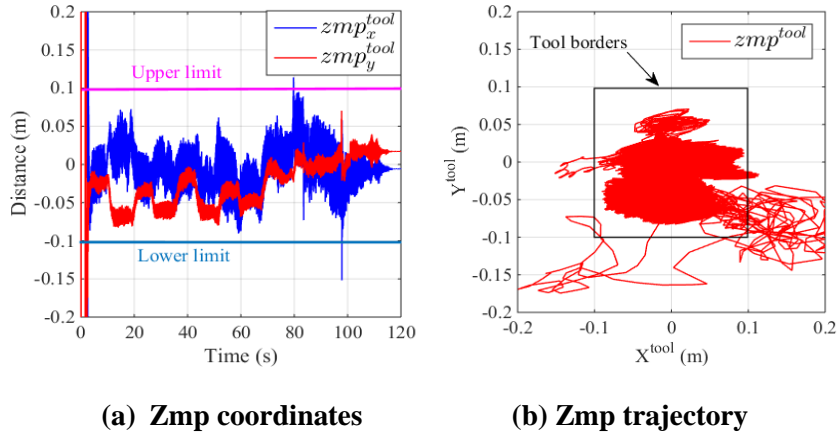 zmp_x^tool
zmp_y^tool
Upper limit
Lower limit
Distance (m)
0.2
0.15
0.1
0.05
0
-0.05
-0.1
-0.15
-0.2
0 20 40 60 80 100 120
Time (s)
(a) Zmp coordinates
zmp^tool
Tool borders
Y^tool (m)
0.2
0.15
0.1
0.05
0
-0.05
-0.1
-0.15
-0.2
-0.2 -0.1 0 0.1 0.2
X^tool (m)
(b) Zmp trajectory